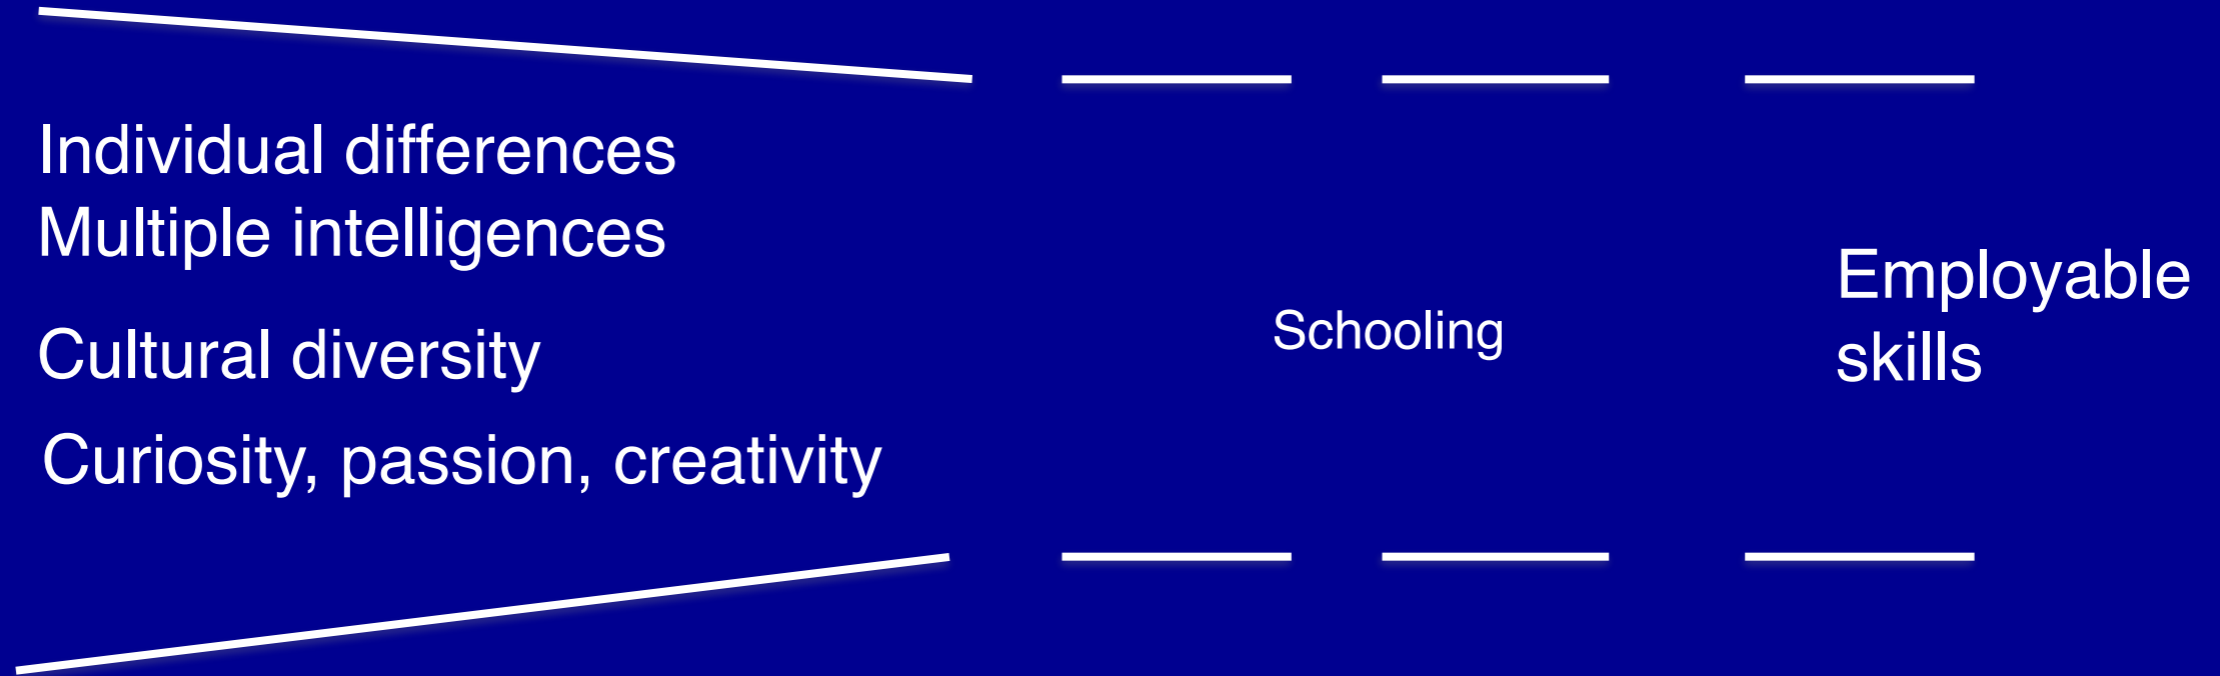 Individual differences
Multiple intelligences
Cultural diversity
Curiosity, passion, creativity
Schooling
Employable
skills